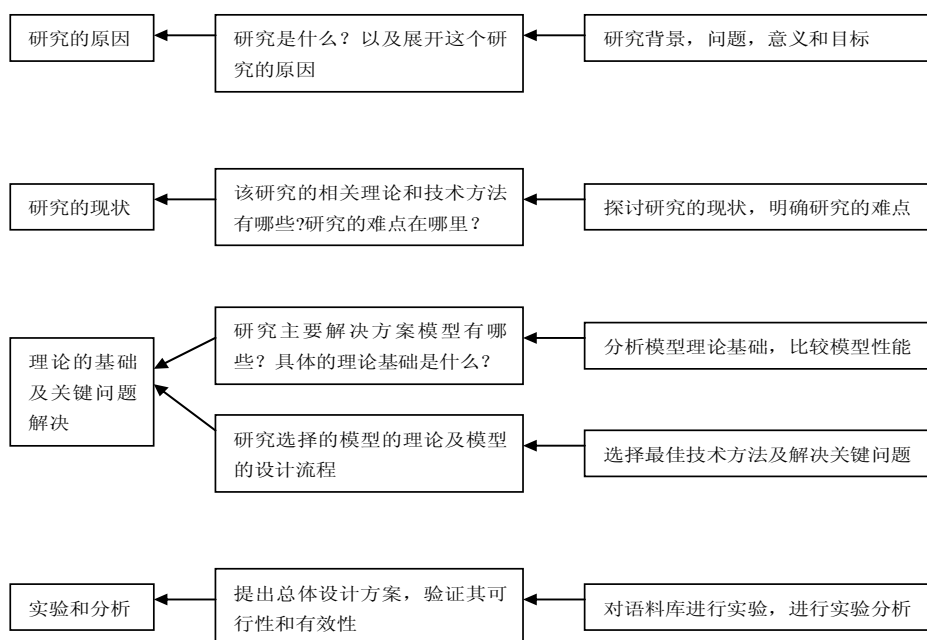 研究的原因
研究是什么？以及展开这个研
究的原因
研究背景，问题，意义和目标
研究的现状
该研究的相关理论和技术方法
有哪些?研究的难点在哪里？
探讨研究的现状，明确研究的难点
理论的基础
及关键问题
解决
研究主要解决方案模型有哪
些？具体的理论基础是什么？
分析模型理论基础，比较模型性能
研究选择的模型的理论及模型
的设计流程
选择最佳技术方法及解决关键问题
实验和分析
提出总体设计方案，验证其可
行性和有效性
对语料库进行实验，进行实验分析